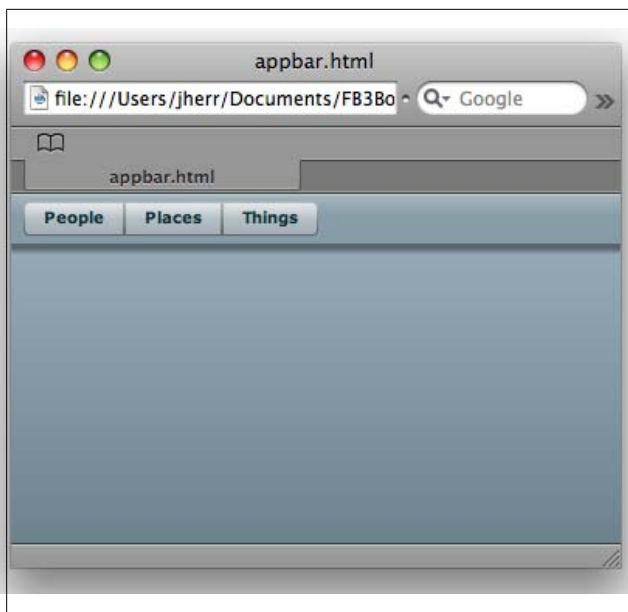 appbar.html
file:///Users/jherr/Documents/FB3Bo
Google
appbar.html
People Places Things